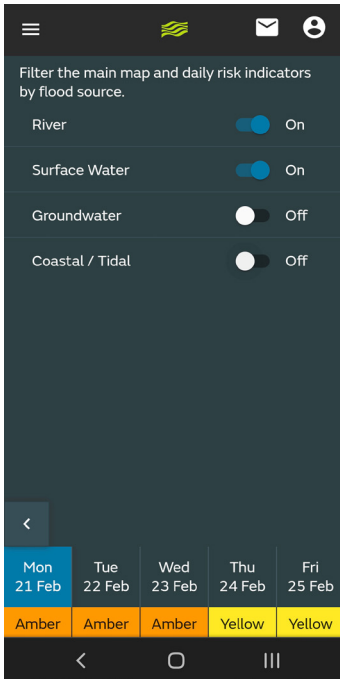 Filter the main map and daily risk indicators
by flood source.
River On
Surface Water On
Groundwater Off
Coastal / Tidal Off
Mon Tue Wed Thu Fri
21 Feb 22 Feb 23 Feb 24 Feb 25 Feb
Amber Amber Amber Yellow Yellow